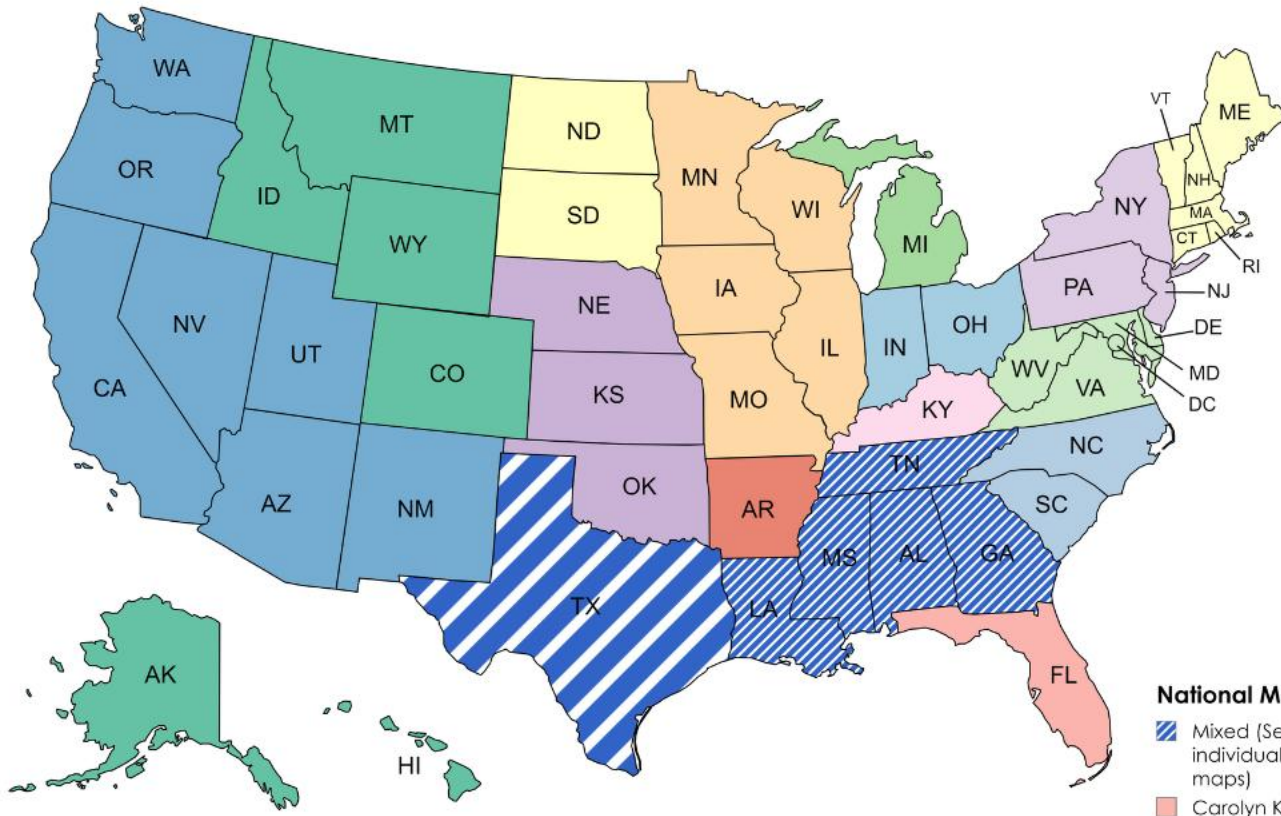 WA
MT
ND
MN
VT
ME
OR
ID
SD
WI
NY
NH
WY
MI
MA
CT
RI
NE
IA
PA
NJ
NV
UT
CO
IL
IN
OH
DE
CA
KS
MO
WV
VA
MD
DC
KY
AZ
NM
OK
AR
TN
NC
SC
TX
LA
MS
AL
GA
AK
HI
FL
National M
Mixed (Se
individual
maps)
Carolyn K